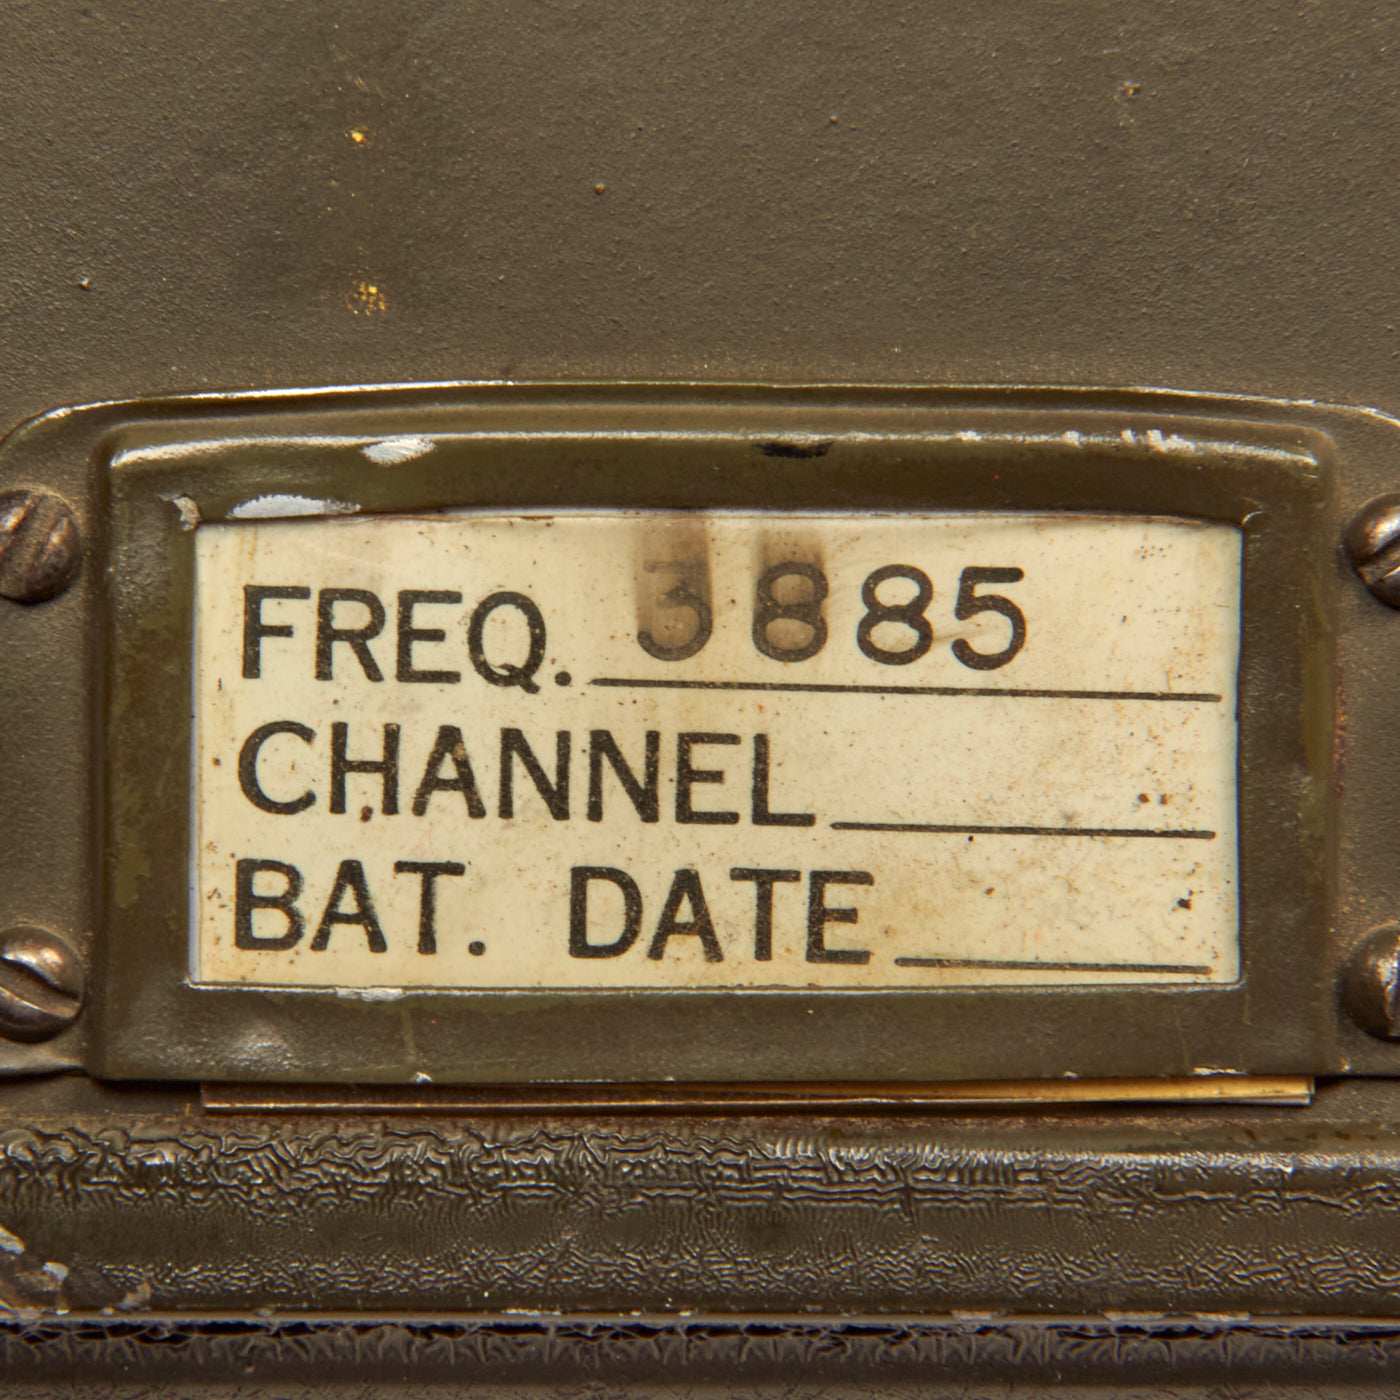 FREQ. 3885
CHANNEL
BAT. DATE